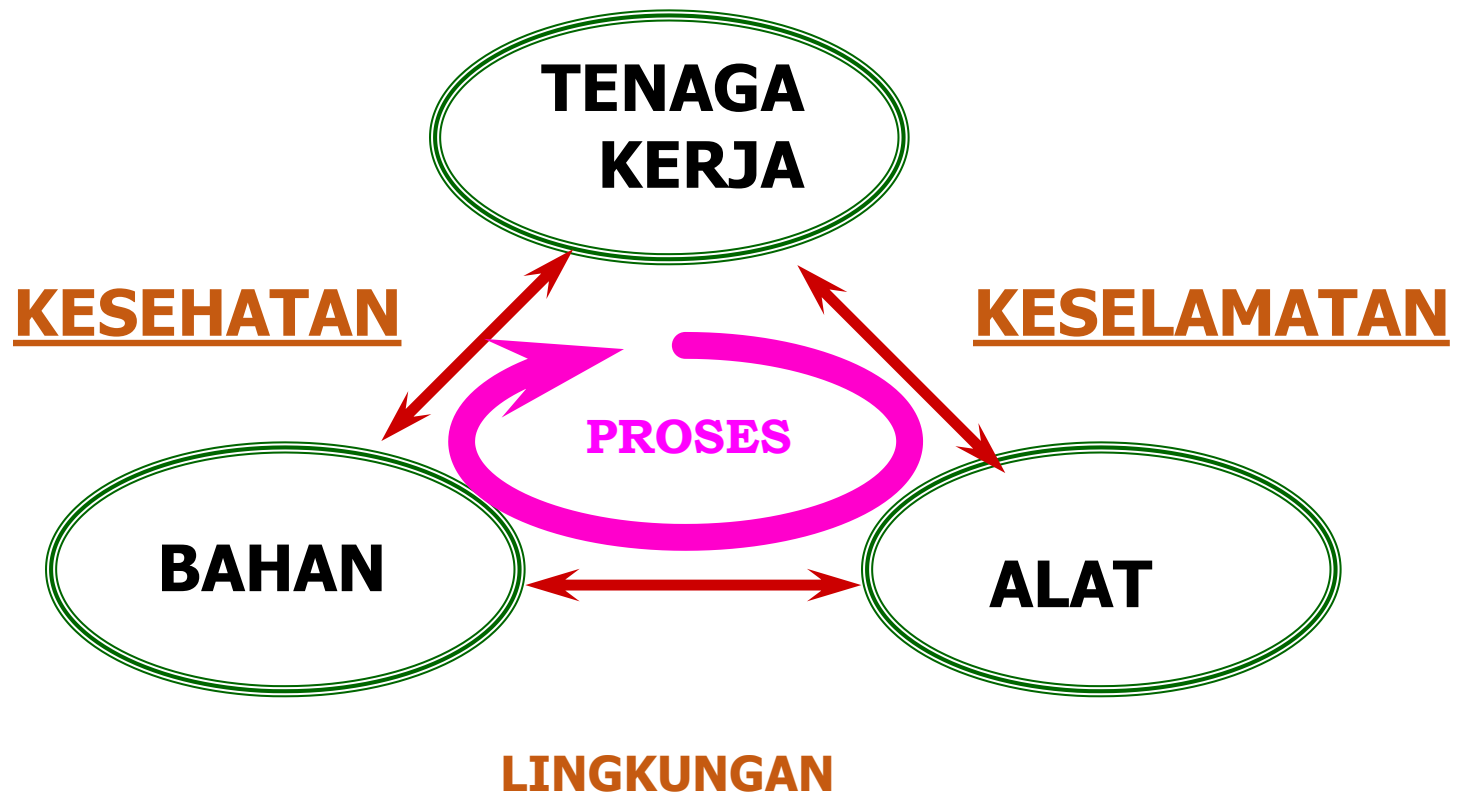 TENAGA
KERJA
KESEHATAN
KESELAMATAN
PROSES
BAHAN
ALAT
LINGKUNGAN